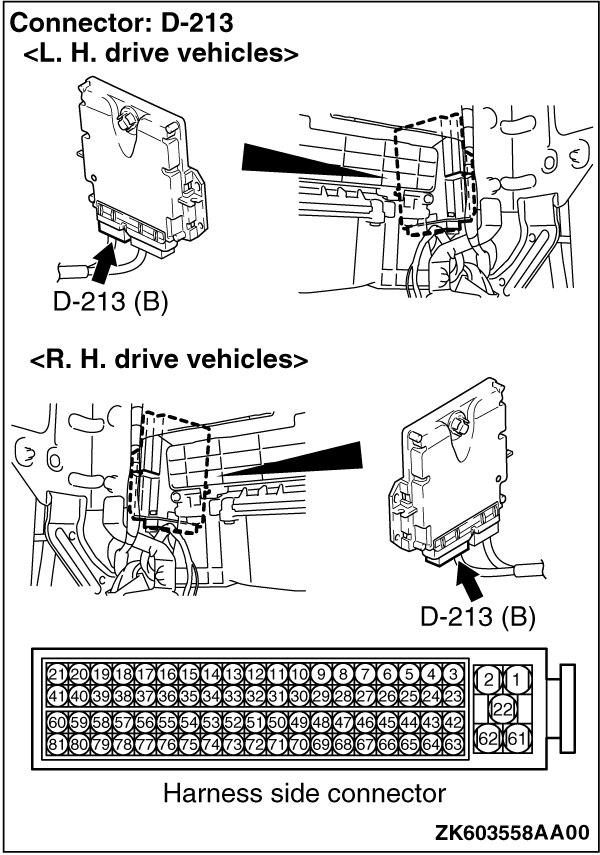 Connector: D-213
<L. H. drive vehicles>
D-213 (B)
<R. H. drive vehicles>
D-213 (B)
21 20 19 18 17 16 15 14 13 12 11 10 9 8 7 6 5 4 3 2 1
41 40 39 38 37 36 35 34 33 32 31 30 29 28 27 26 25 24 23 22
60 59 58 57 56 55 54 53 52 51 50 49 48 47 46 45 44 43 42
81 80 79 78 77 76 75 74 73 72 71 70 69 68 67 66 65 64 63 62 61
Harness side connector
ZK603558AA00